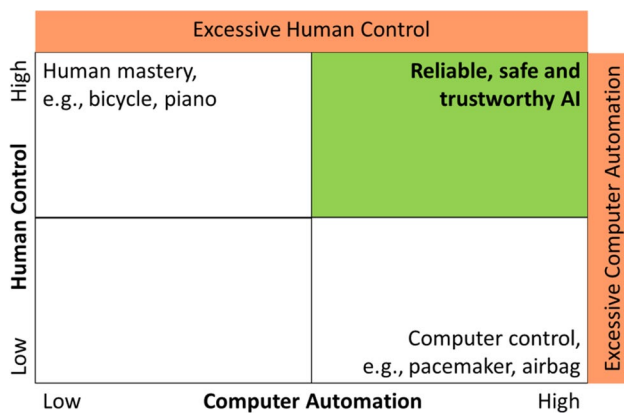 Excessive Human Control
High
Human mastery,
e.g., bicycle, piano
Reliable, safe and
trustworthy AI
Excessive Computer Automation
Human Control
Low
Computer control,
e.g., pacemaker, airbag
Low
Computer Automation
High